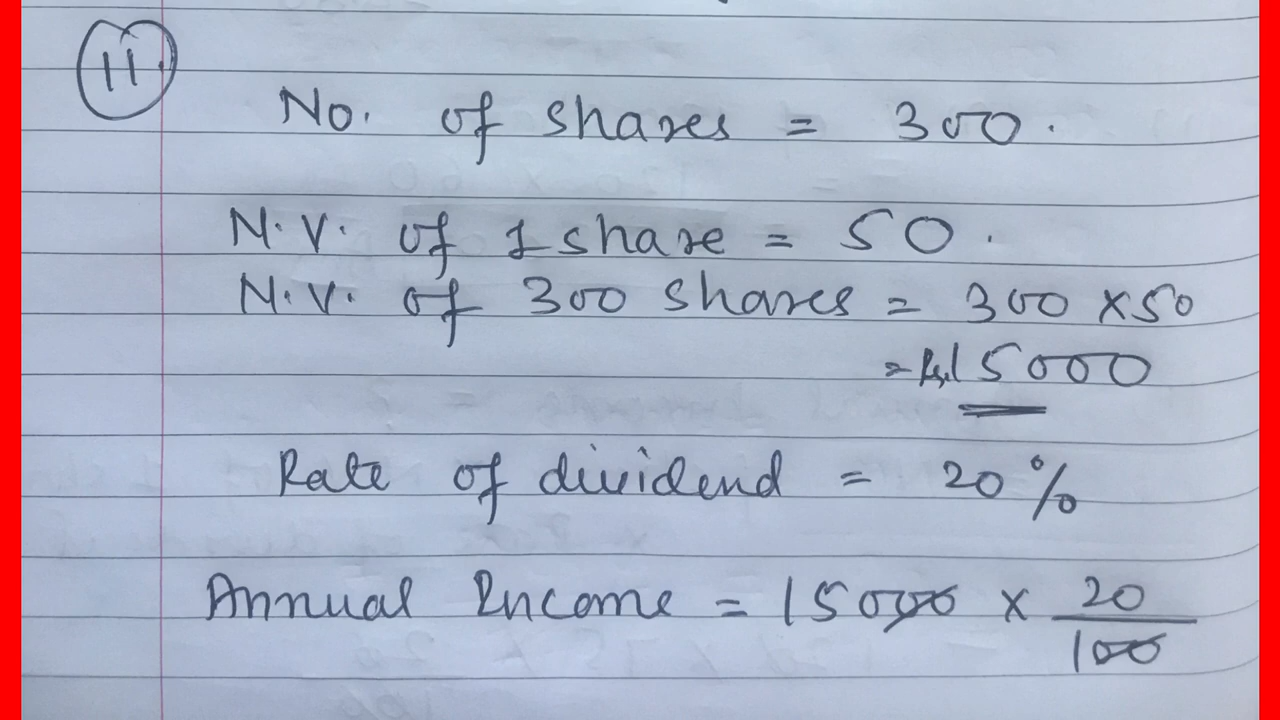 11.
No. of shares = 300.
N.V. of 1 share = 50.
N.V. of 300 shares = 300 x 50
= Rs. 15000
Rate of dividend = 20%
Annual Income = 15000 x 20/100